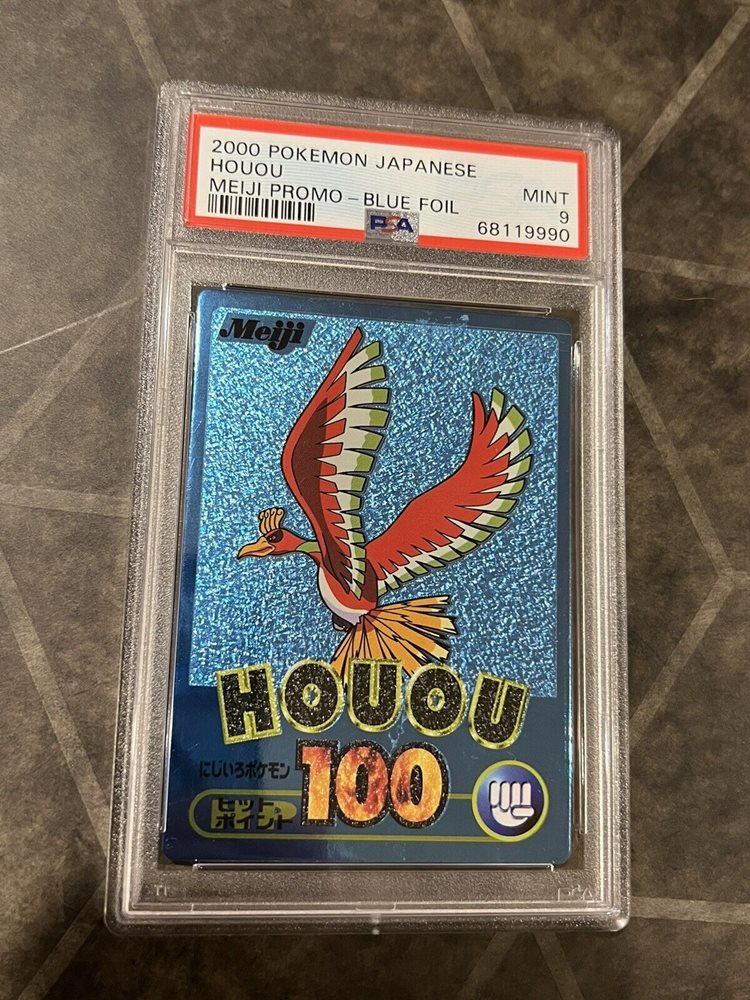 2000 POKEMON JAPANESE
HOUOU
MEIJI PROMO - BLUE FOIL
MINT
9
68119990
PSA
Meiji
HOUOU
にじいろポケモン
100
ヒット
ポイント